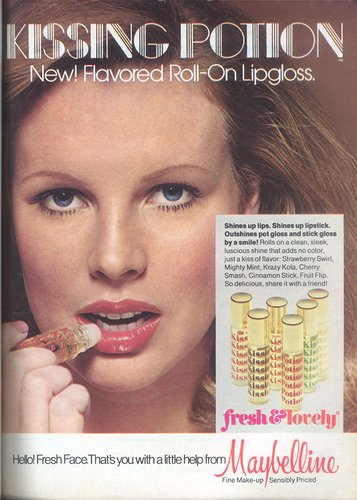 KISSING POTION™
New! Flavored Roll-On Lipgloss.
Shines up lips. Shines up lipstick.
Outshines pot gloss and stick gloss
by a smile! Rolls on a clean, sleek,
luscious shine that adds no color,
just a kiss of flavor: Strawberry Swirl,
Mighty Mint, Krazy Kola, Cherry
Smash, Cinnamon Stick, Fruit Flip.
So delicious, share it with a friend!
fresh&lovely®
Hello! Fresh Face. That's you with a little help from Maybelline
Fine Make-up Sensibly Priced